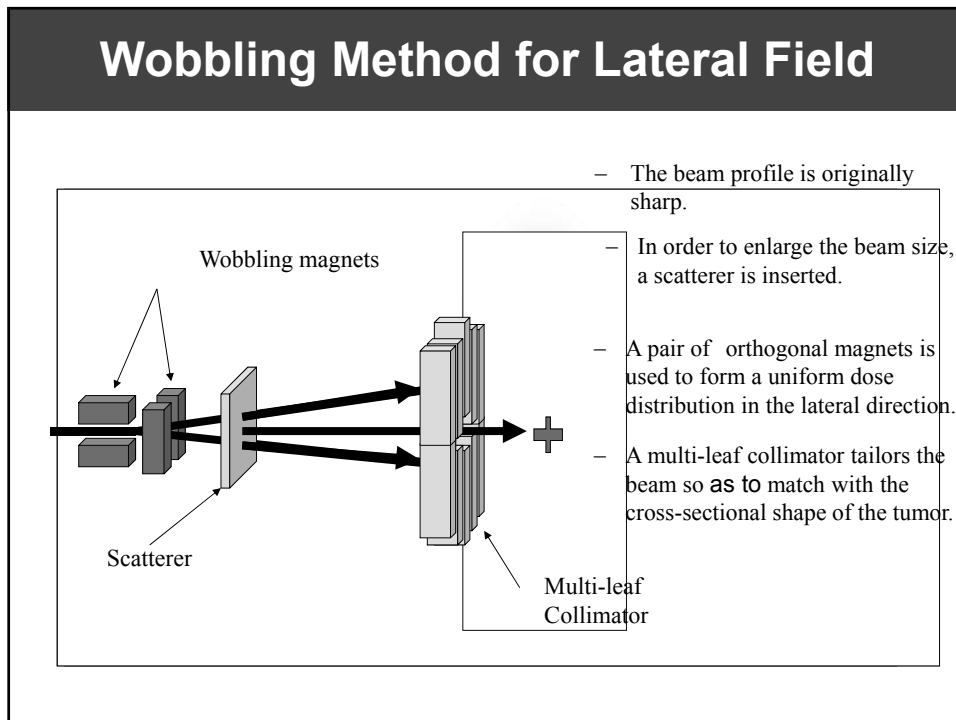 Wobbling Method for Lateral Field
– The beam profile is originally
sharp.
– In order to enlarge the beam size,
a scatterer is inserted.
– A pair of orthogonal magnets is
used to form a uniform dose
distribution in the lateral direction.
– A multi-leaf collimator tailors the
beam so as to match with the
cross-sectional shape of the tumor.
Wobbling magnets
Scatterer
Multi-leaf
Collimator